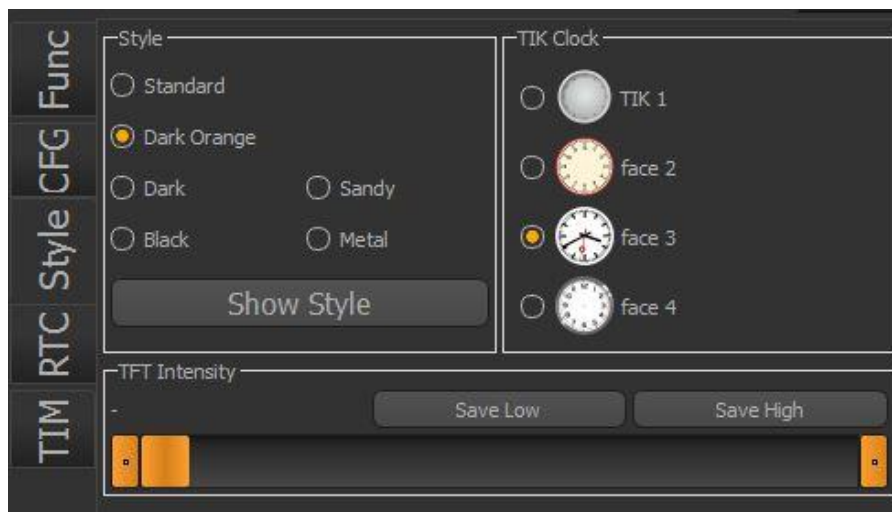 Func
CFG
Style
RTC
TIM
Style
Standard
Dark Orange
Dark
Sandy
Black
Metal
Show Style
TIK Clock
TIK 1
face 2
face 3
face 4
TFT Intensity
-
Save Low
Save High